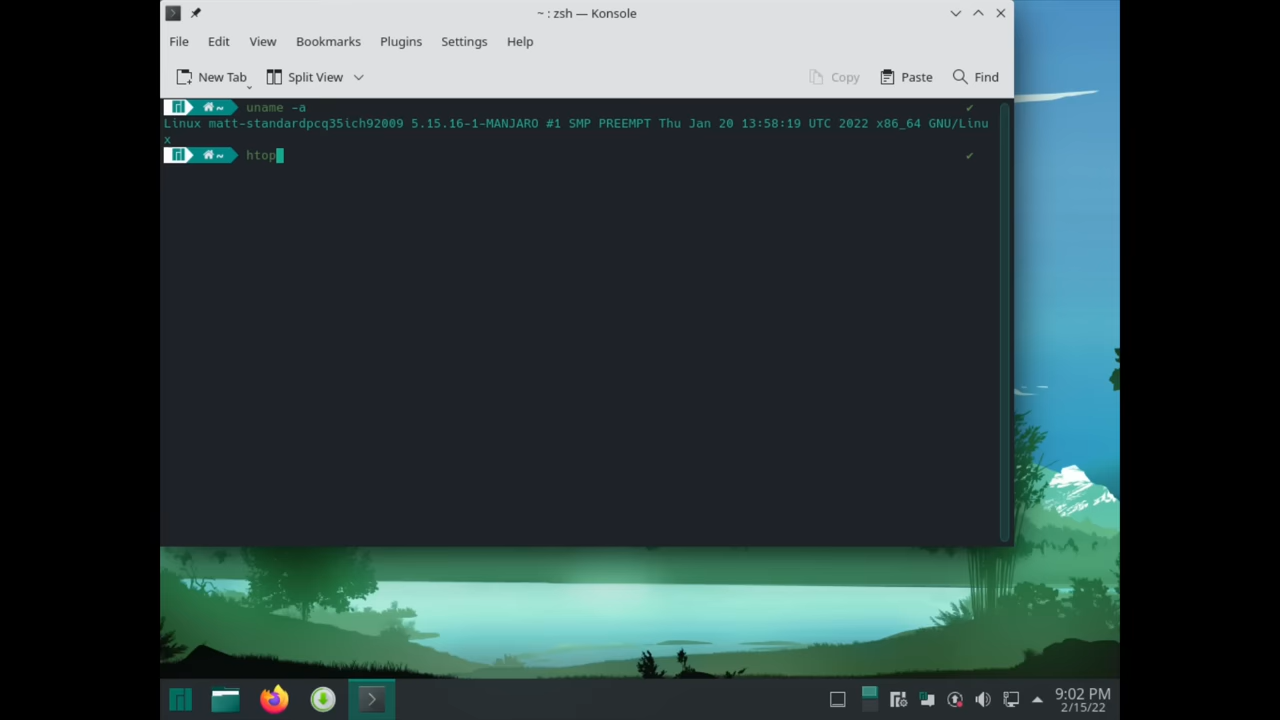 ~ : zsh — Konsole
File Edit View Bookmarks Plugins Settings Help
New Tab Split View Copy Paste Find
~ uname -a ✔
Linux matt-standardpcq35ich92009 5.15.16-1-MANJARO #1 SMP PREEMPT Thu Jan 20 13:58:19 UTC 2022 x86_64 GNU/Linu
x
~ htop ✔
9:02 PM
2/15/22